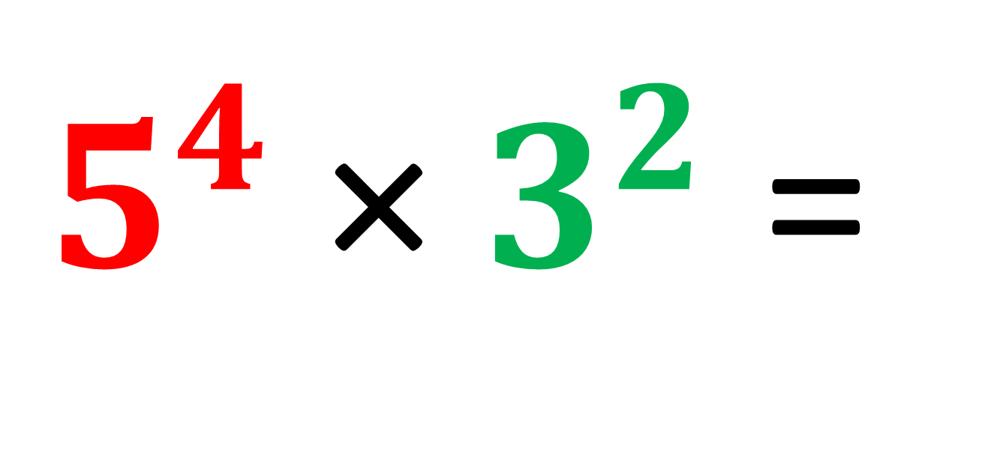 5⁴ × 3² =